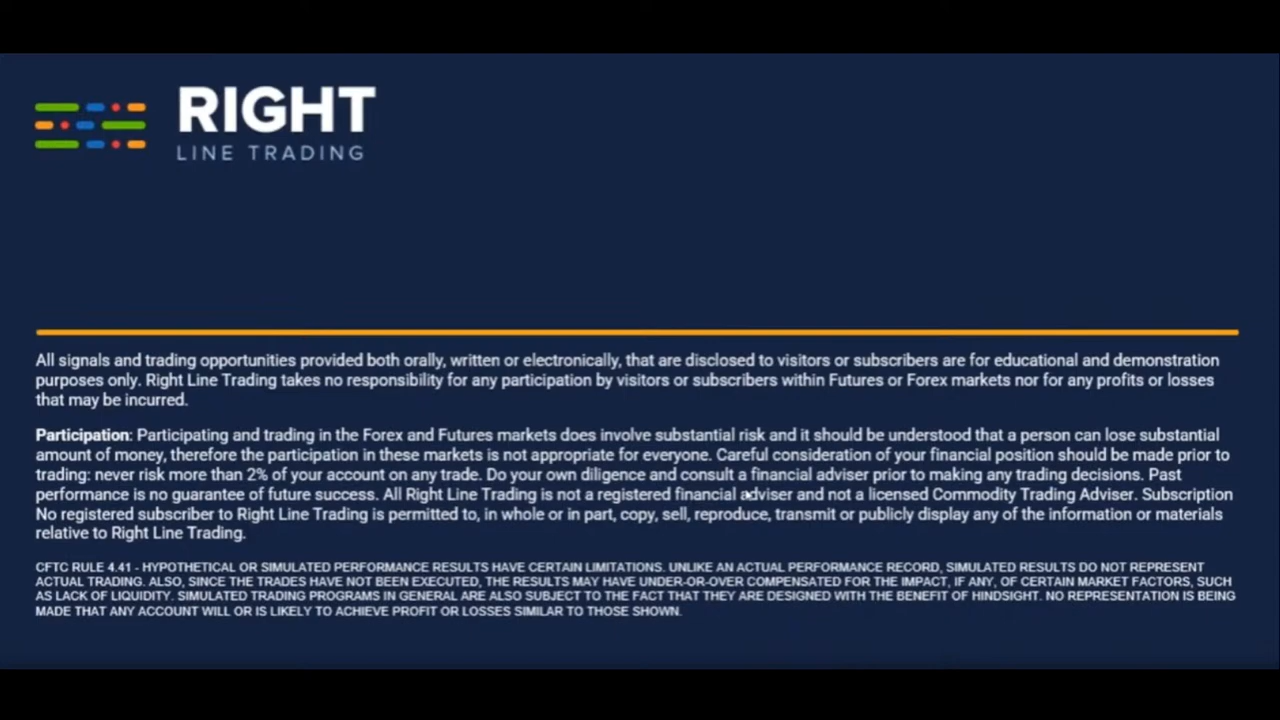 RIGHT
LINE TRADING
All signals and trading opportunities provided both orally, written or electronically, that are disclosed to visitors or subscribers are for educational and demonstration
purposes only. Right Line Trading takes no responsibility for any participation by visitors or subscribers within Futures or Forex markets nor for any profits or losses
that may be incurred.
Participation: Participating and trading in the Forex and Futures markets does involve substantial risk and it should be understood that a person can lose substantial
amount of money, therefore the participation in these markets is not appropriate for everyone. Careful consideration of your financial position should be made prior to
trading: never risk more than 2% of your account on any trade. Do your own diligence and consult a financial adviser prior to making any trading decisions. Past
performance is no guarantee of future success. All Right Line Trading is not a registered financial adviser and not a licensed Commodity Trading Adviser. Subscription
No registered subscriber to Right Line Trading is permitted to, in whole or in part, copy, sell, reproduce, transmit or publicly display any of the information or materials
relative to Right Line Trading.
CFTC RULE 4.41 - HYPOTHETICAL OR SIMULATED PERFORMANCE RESULTS HAVE CERTAIN LIMITATIONS. UNLIKE AN ACTUAL PERFORMANCE RECORD, SIMULATED RESULTS DO NOT REPRESENT
ACTUAL TRADING. ALSO, SINCE THE TRADES HAVE NOT BEEN EXECUTED, THE RESULTS MAY HAVE UNDER-OR-OVER COMPENSATED FOR THE IMPACT, IF ANY, OF CERTAIN MARKET FACTORS, SUCH
AS LACK OF LIQUIDITY. SIMULATED TRADING PROGRAMS IN GENERAL ARE ALSO SUBJECT TO THE FACT THAT THEY ARE DESIGNED WITH THE BENEFIT OF HINDSIGHT. NO REPRESENTATION IS BEING
MADE THAT ANY ACCOUNT WILL OR IS LIKELY TO ACHIEVE PROFIT OR LOSSES SIMILAR TO THOSE SHOWN.